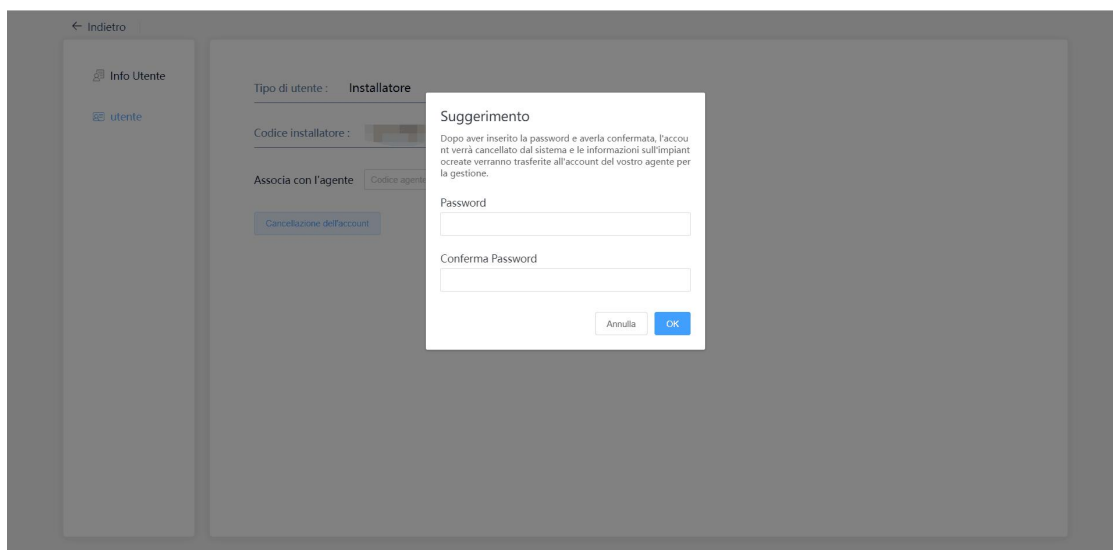 ← Indietro
Info Utente
utente
Tipo di utente : Installatore
Codice installatore :
Associa con l'agente Codice agente
Cancellazione dell'account
Suggerimento
Dopo aver inserito la password e averla confermata, l'accou
nt verrà cancellato dal sistema e le informazioni sull'impiant
ocreate verranno trasferite all'account del vostro agente per
la gestione.
Password
Conferma Password
Annulla OK